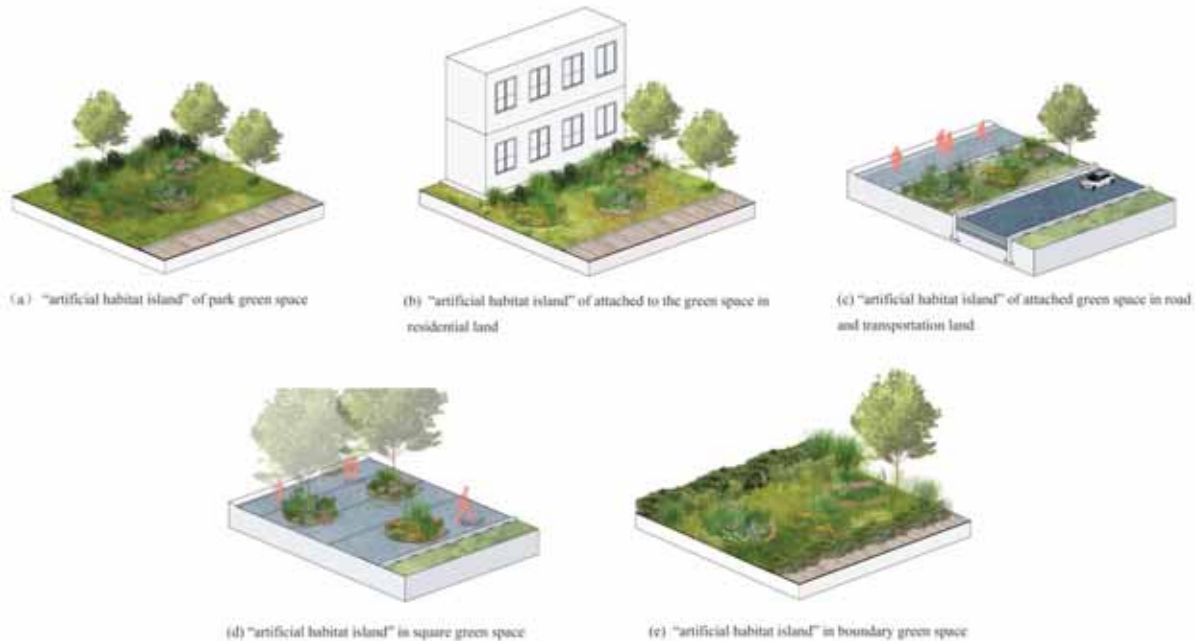 (a) "artificial habitat island" of park green space
(b) "artificial habitat island" of attached to the green space in
residential land
(c) "artificial habitat island" of attached green space in road
and transportation land
(d) "artificial habitat island" in square green space
(e) "artificial habitat island" in boundary green space